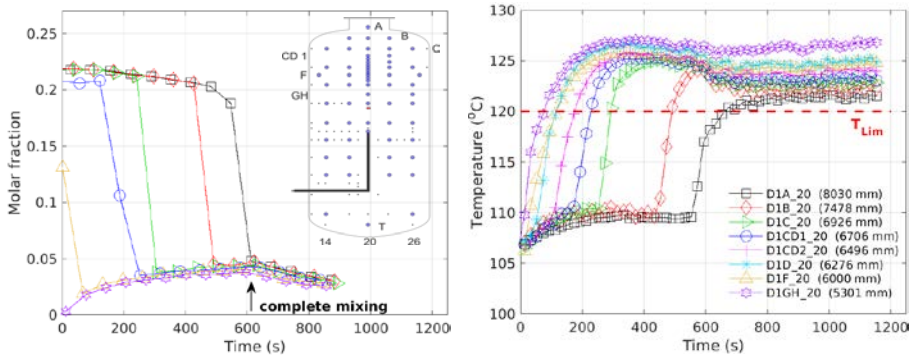 0.25
0.2
0.15
0.1
0.05
0
Molar fraction
0 200 400 600 800 1000 1200
Time (s)
A
B
C
CD 1
F
GH
T
14 20 26
complete mixing
130
125
120
115
110
105
100
Temperature (°C)
0 200 400 600 800 1000 1200
Time (s)
T_Lim
D1A_20 (8030 mm)
D1B_20 (7478 mm)
D1C_20 (6926 mm)
D1CD1_20 (6706 mm)
D1CD2_20 (6496 mm)
D1D_20 (6276 mm)
D1F_20 (6000 mm)
D1GH_20 (5301 mm)